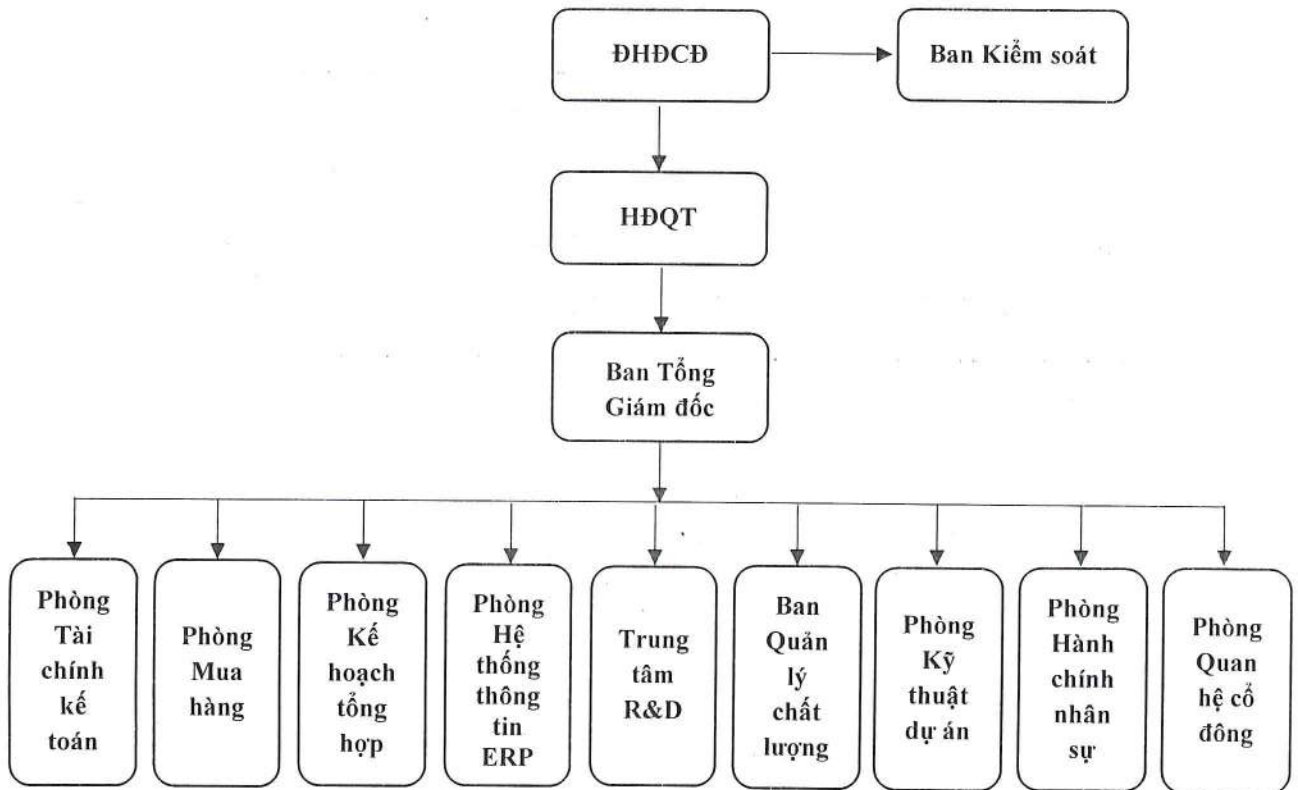 ĐHĐCĐ
Ban Kiểm soát
HĐQT
Ban Tổng
Giám đốc
Phòng
Tài
chính
kế
toán
Phòng
Mua
hàng
Phòng
Kế
hoạch
tổng
hợp
Phòng
Hệ
thống
thông
tin
ERP
Trung
tâm
R&D
Ban
Quản
lý
chất
lượng
Phòng
Kỹ
thuật
dự án
Phòng
Hành
chính
nhân
sự
Phòng
Quan
hệ cổ
đông